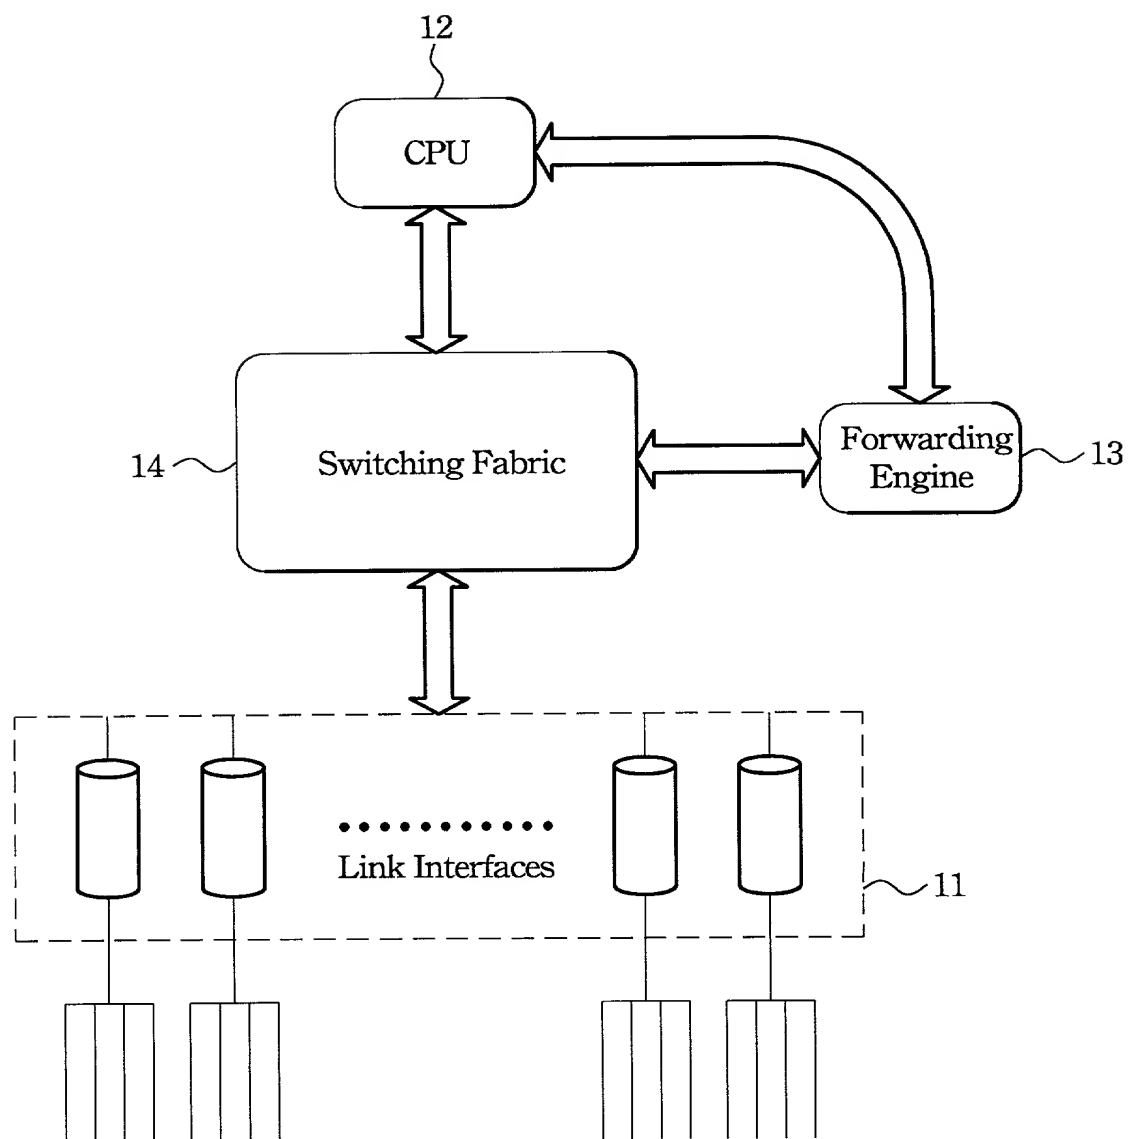 12
CPU
Forwarding
Engine
13
14
Switching Fabric
Link Interfaces
11